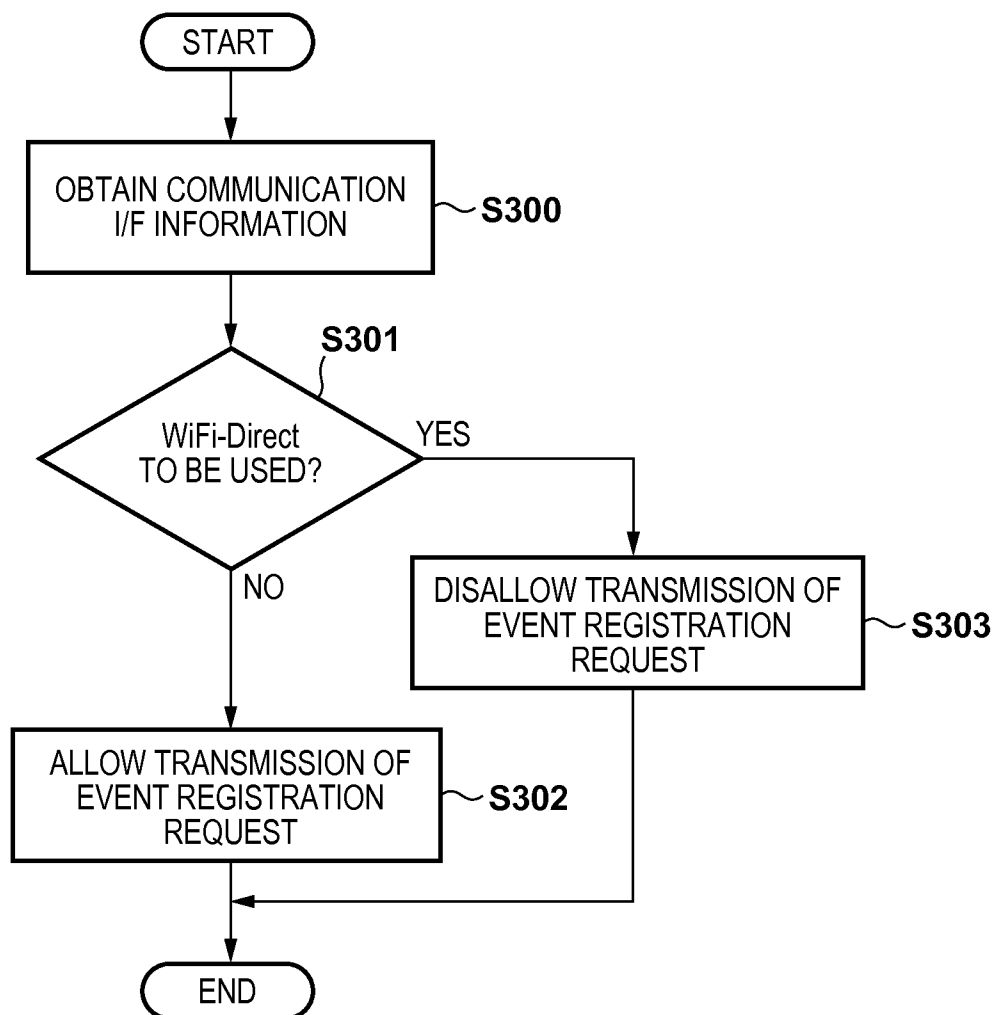 START
OBTAIN COMMUNICATION
I/F INFORMATION
S300
S301
WiFi-Direct
TO BE USED?
YES
NO
DISALLOW TRANSMISSION OF
EVENT REGISTRATION
REQUEST
S303
ALLOW TRANSMISSION OF
EVENT REGISTRATION
REQUEST
S302
END